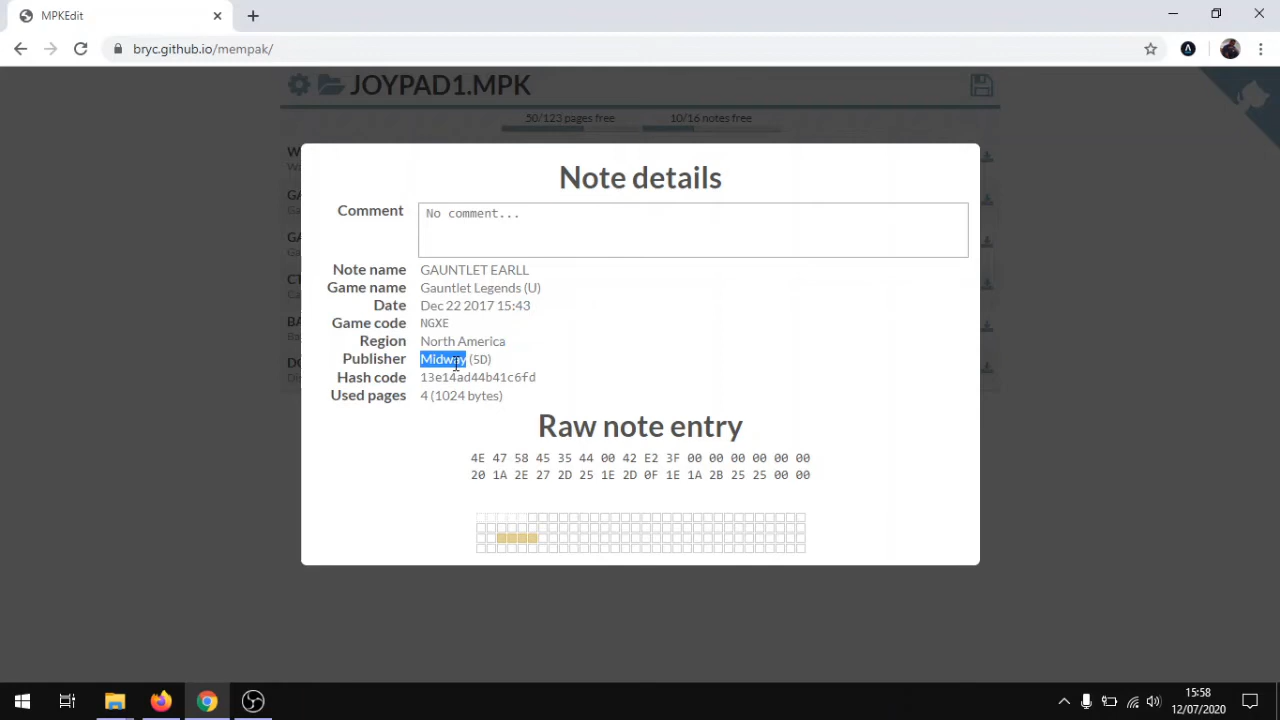 MPKEdit
bryc.github.io/mempak/
JOYPAD1.MPK
50/123 pages free 10/16 notes free
Note details
Comment No comment...
Note name GAUNTLET EARLL
Game name Gauntlet Legends (U)
Date Dec 22 2017 15:43
Game code NGXE
Region North America
Publisher Midway (5D)
Hash code 13e14ad44b41c6fd
Used pages 4 (1024 bytes)
Raw note entry
4E 47 58 45 35 44 00 42 E2 3F 00 00 00 00 00 00
20 1A 2E 27 2D 25 1E 2D 0F 1E 1A 2B 25 25 00 00
15:58
12/07/2020